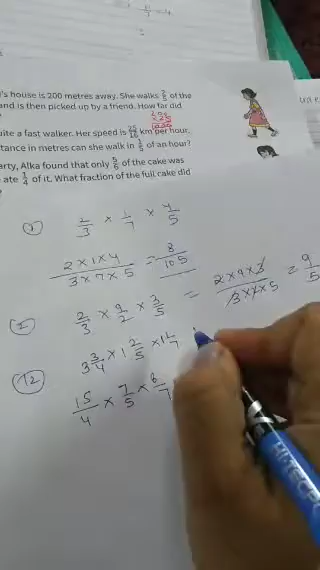 's house is 200 metres away. She walks 2/5 of the
and is then picked up by a friend. How far did
uite a fast walker. Her speed is 25/16 km per hour.
tance in metres can she walk in 2/5 of an hour?
arty, Alka found that only 5/6 of the cake was
ate 1/4 of it. What fraction of the full cake did
2/3 × 1/7 × 4/5
2×1×4 / 3×7×5 = 8/105
2/3 × 9/2 × 3/5 = 2×9×3 / 3×2×5 = 9/5
12 3 3/4 × 1 2/5 × 1 1/7
15/4 × 7/5 × 8/7